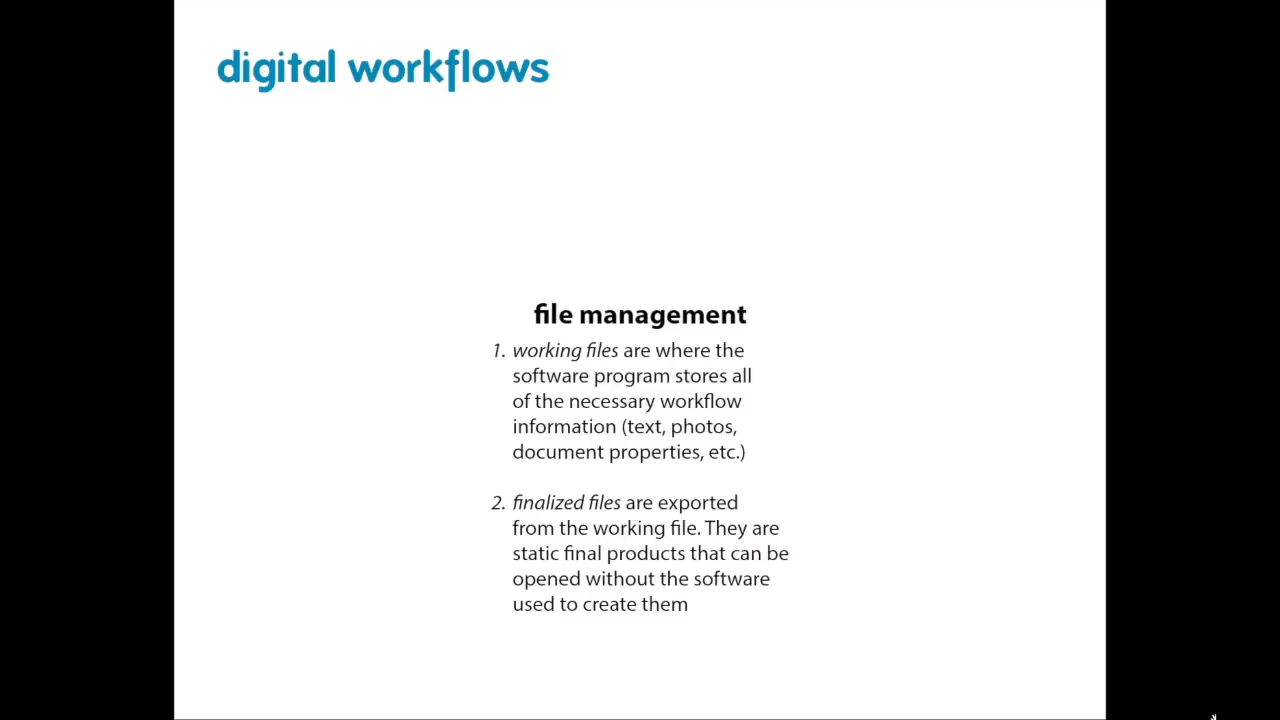 digital workflows
file management
1. working files are where the
software program stores all
of the necessary workflow
information (text, photos,
document properties, etc.)
2. finalized files are exported
from the working file. They are
static final products that can be
opened without the software
used to create them